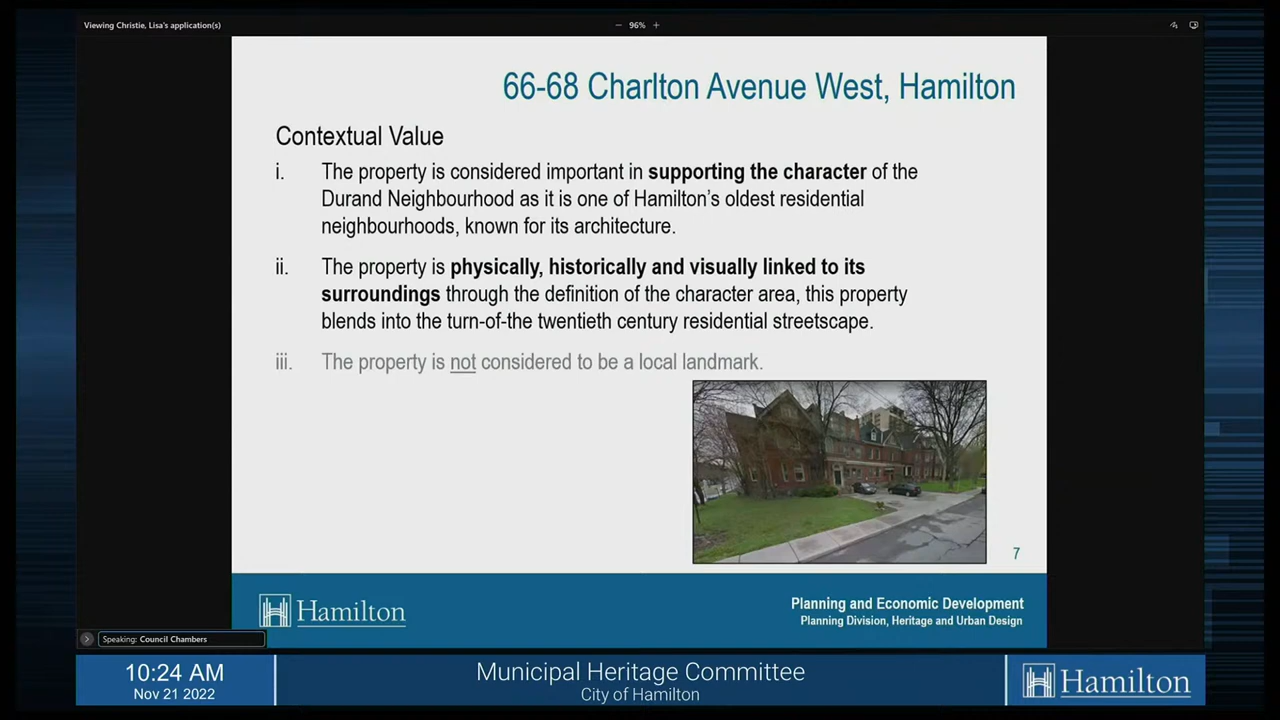 Viewing Christie, Lisa's application(s)
96%
66-68 Charlton Avenue West, Hamilton
Contextual Value
i. The property is considered important in supporting the character of the
Durand Neighbourhood as it is one of Hamilton's oldest residential
neighbourhoods, known for its architecture.
ii. The property is physically, historically and visually linked to its
surroundings through the definition of the character area, this property
blends into the turn-of-the twentieth century residential streetscape.
iii. The property is not considered to be a local landmark.
7
Hamilton
Planning and Economic Development
Planning Division, Heritage and Urban Design
Speaking: Council Chambers
10:24 AM
Nov 21 2022
Municipal Heritage Committee
City of Hamilton
Hamilton